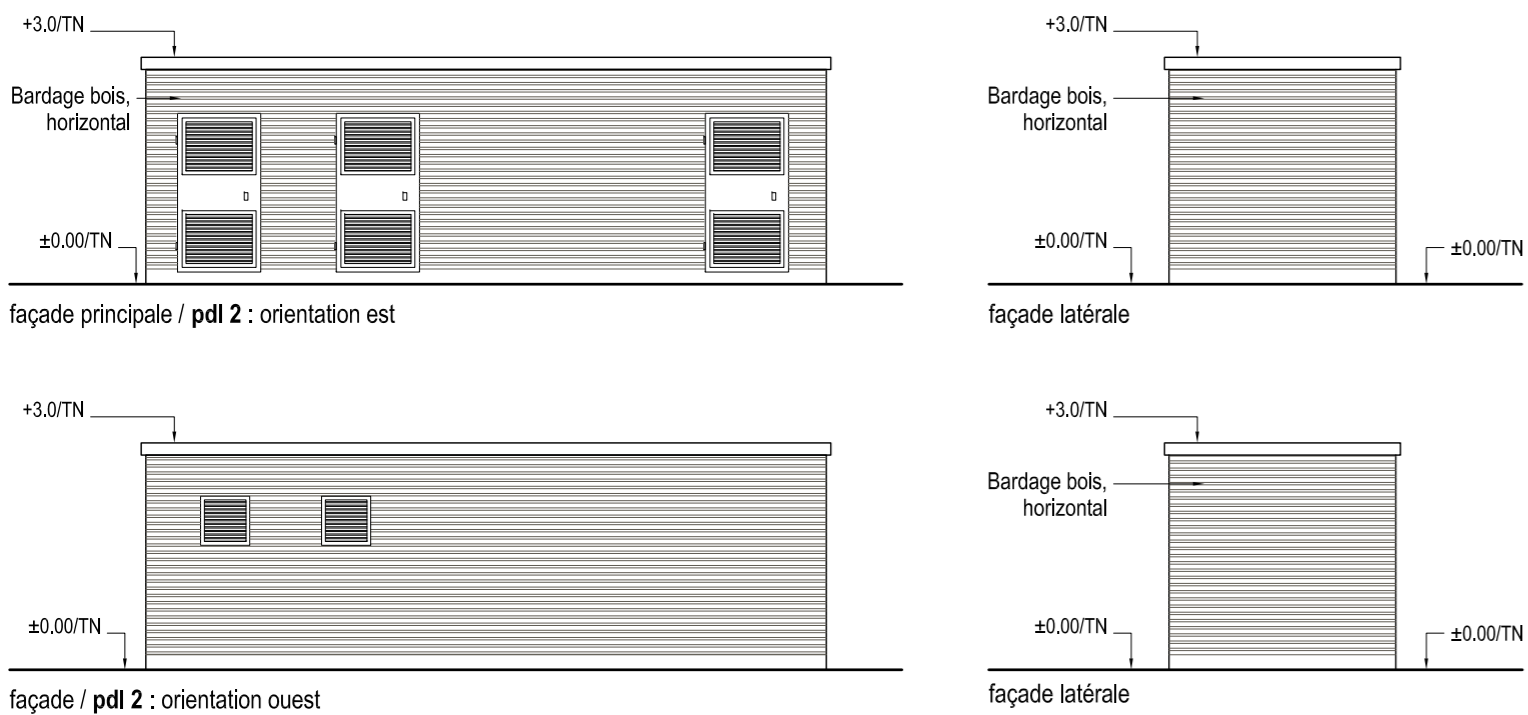 +3.0/TN
Bardage bois,
horizontal
±0.00/TN
façade principale / pdl 2 : orientation est
+3.0/TN
Bardage bois,
horizontal
±0.00/TN
±0.00/TN
façade latérale
+3.0/TN
±0.00/TN
façade / pdl 2 : orientation ouest
+3.0/TN
Bardage bois,
horizontal
±0.00/TN
±0.00/TN
façade latérale